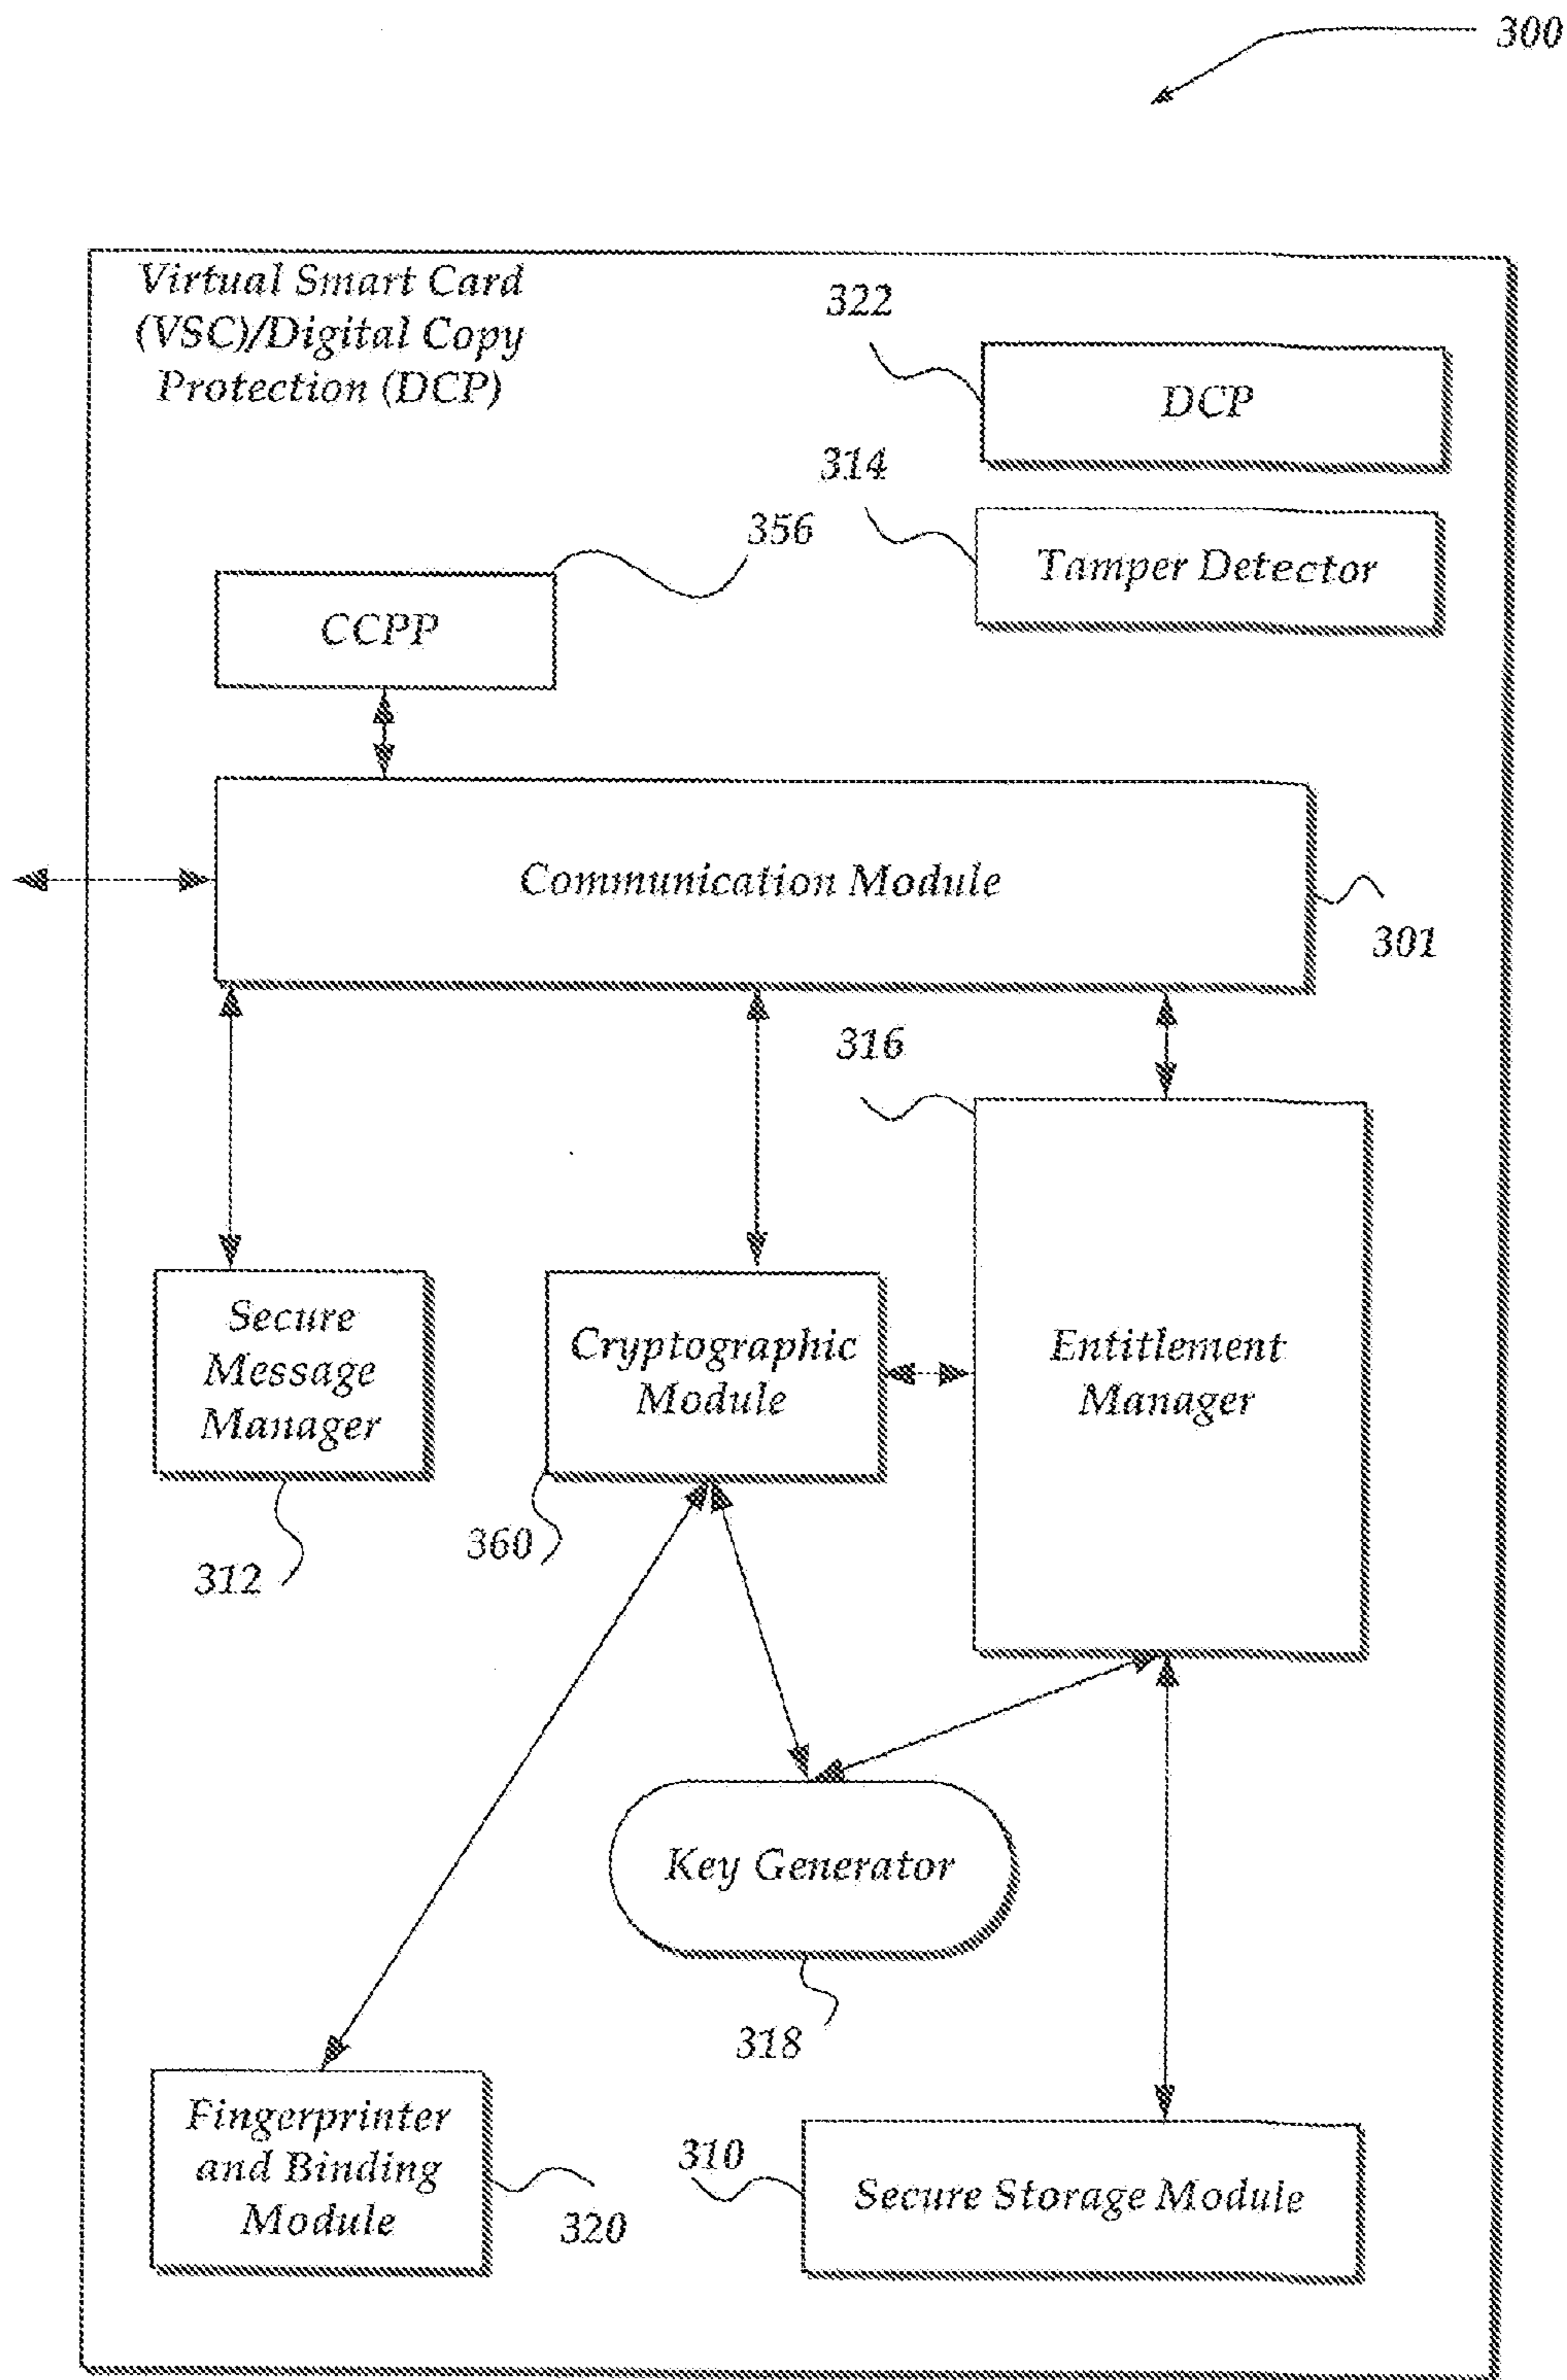 300
Virtual Smart Card
(VSC)/Digital Copy
Protection (DCP)
322
DCP
314
Tamper Detector
356
CCPP
Communication Module
301
316
Secure
Message
Manager
Cryptographic
Module
Entitlement
Manager
360
312
Key Generator
318
Fingerprinter
and Binding
Module
310
Secure Storage Module
320